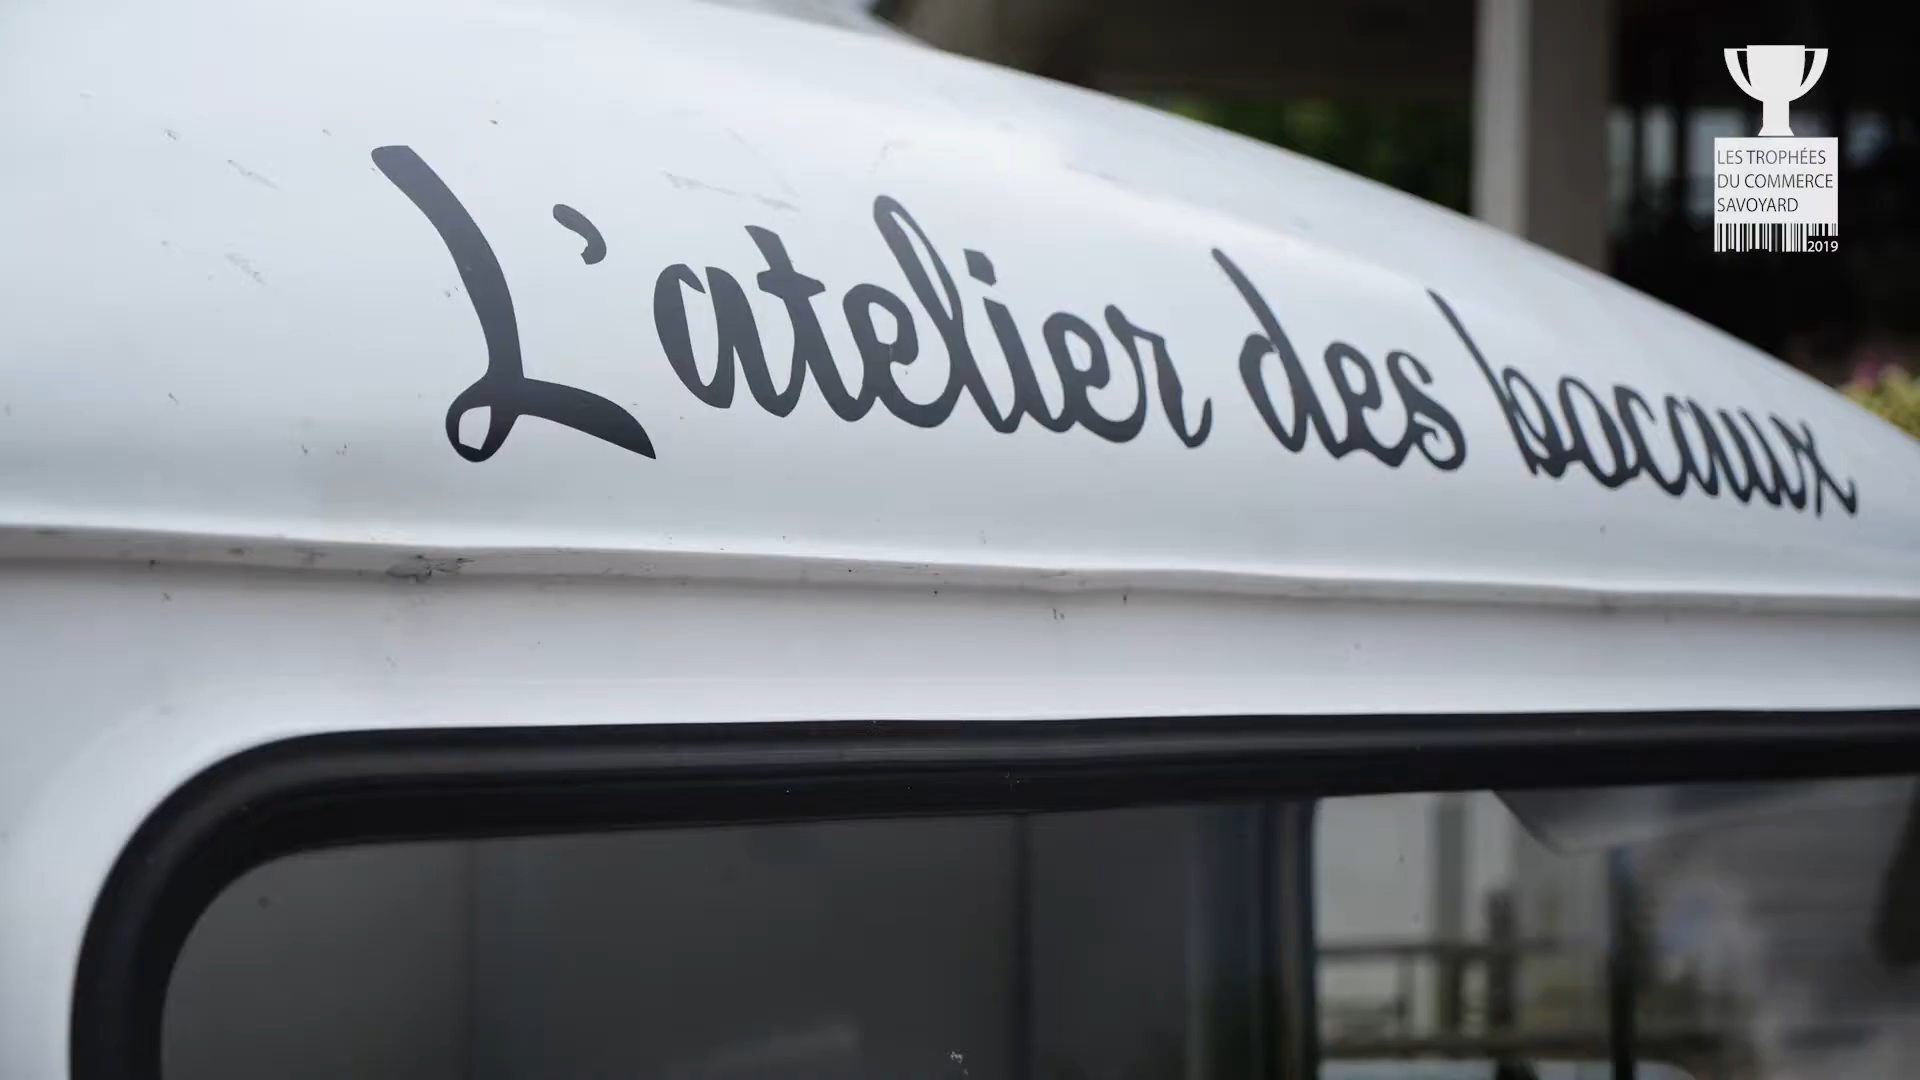 L'atelier des bocaux
LES TROPHÉES
DU COMMERCE
SAVOYARD
2019